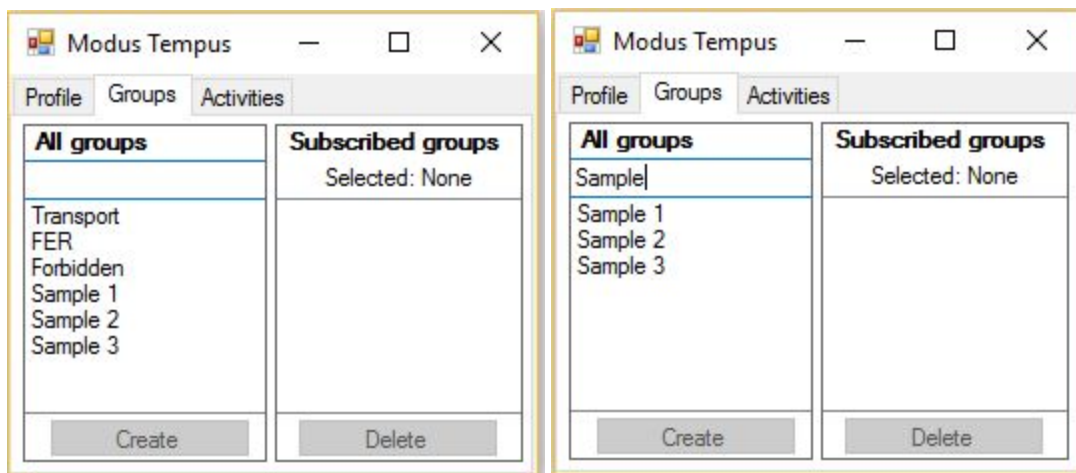 Modus Tempus
Profile Groups Activities
All groups
Transport
FER
Forbidden
Sample 1
Sample 2
Sample 3
Create
Subscribed groups
Selected: None
Delete
Modus Tempus
Profile Groups Activities
All groups
Sample
Sample 1
Sample 2
Sample 3
Create
Subscribed groups
Selected: None
Delete